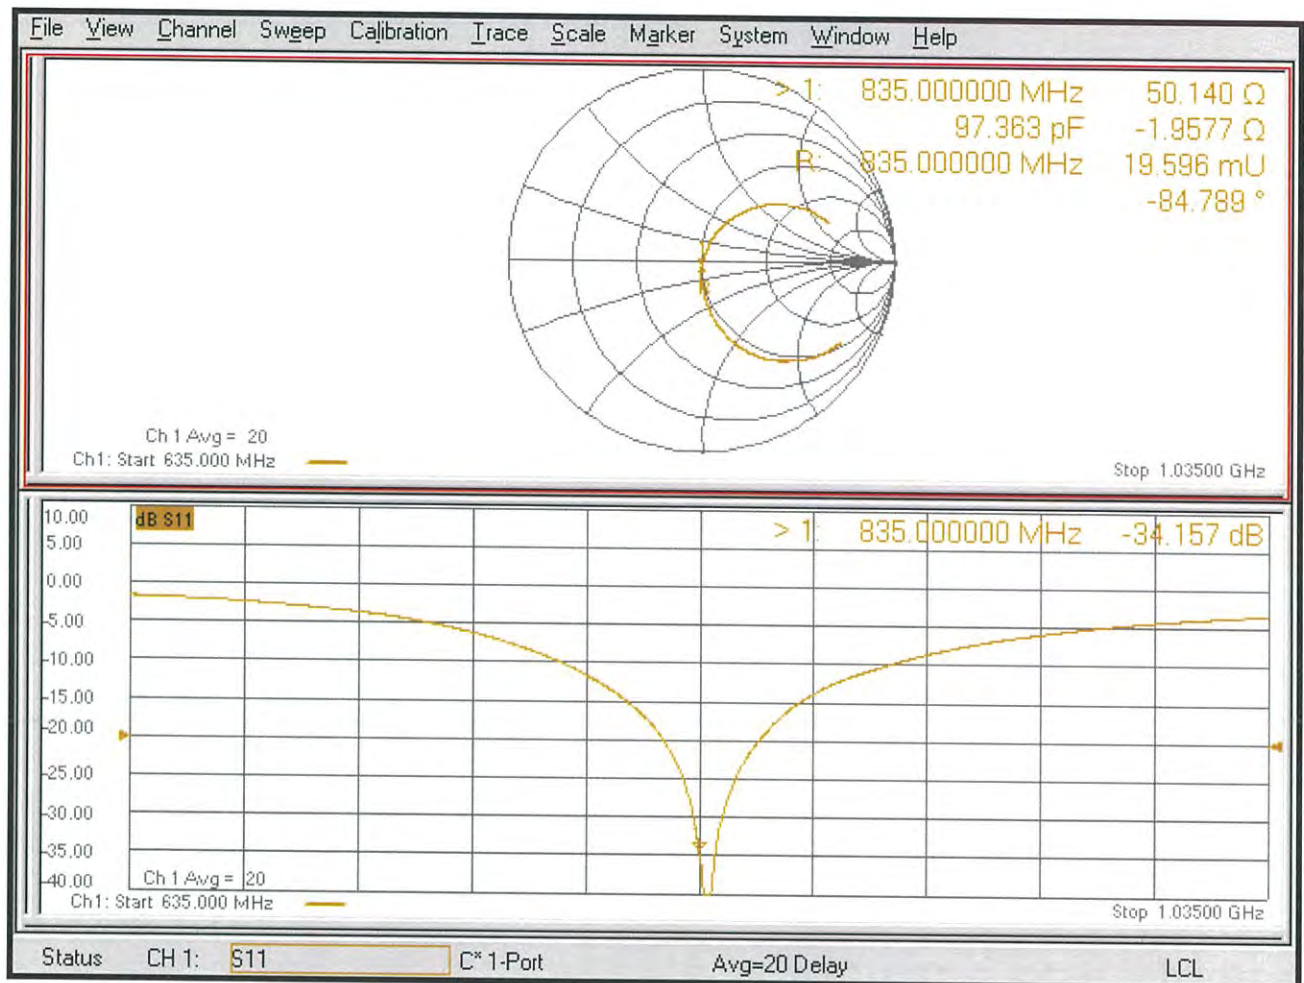 File View Channel Sweep Calibration Trace Scale Marker System Window Help
> 1: 835.000000 MHz 50.140 Ω
97.363 pF -1.9577 Ω
R: 835.000000 MHz 19.596 mU
-84.789 °
Ch 1 Avg = 20
Ch1: Start 635.000 MHz
Stop 1.03500 GHz
10.00
dB S11
> 1: 835.000000 MHz -34.157 dB
5.00
0.00
-5.00
-10.00
-15.00
-20.00
-25.00
-30.00
-35.00
-40.00
Ch 1 Avg = 20
Ch1: Start 635.000 MHz
Stop 1.03500 GHz
Status CH 1: S11 C* 1-Port Avg=20 Delay LCL